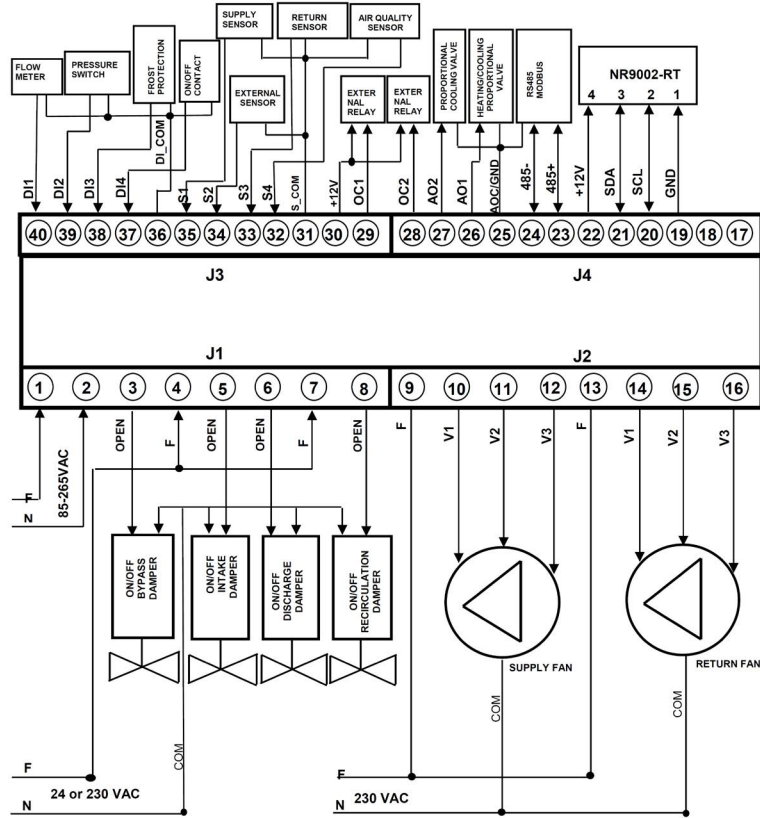 SUPPLY SENSOR
RETURN SENSOR
AIR QUALITY SENSOR
FLOW METER
PRESSURE SWITCH
FROST PROTECTION
ON/OFF CONTACT
EXTERNAL SENSOR
EXTER NAL RELAY
EXTER NAL RELAY
PROPORTIONAL COOLING VALVE
HEATING/COOLING PROPORTIONAL VALVE
RS485 MODBUS
NR9002-RT
4 3 2 1
DI1
DI2
DI3
DI4
DI_COM
S1
S2
S3
S4
S_COM
+12V
OC1
OC2
AO2
AO1
AOC/GND
485-
485+
+12V
SDA
SCL
GND
40 39 38 37 36 35 34 33 32 31 30 29 28 27 26 25 24 23 22 21 20 19 18 17
J3 J4
J1 J2
1 2 3 4 5 6 7 8 9 10 11 12 13 14 15 16
OPEN
F
OPEN
OPEN
F
OPEN
F
V1
V2
V3
F
V1
V2
V3
85-265VAC
F
N
ON/OFF BYPASS DAMPER
ON/OFF INTAKE DAMPER
ON/OFF DISCHARGE DAMPER
ON/OFF RECIRCULATION DAMPER
SUPPLY FAN
RETURN FAN
COM
COM
COM
F
24 or 230 VAC
N
F
230 VAC
N